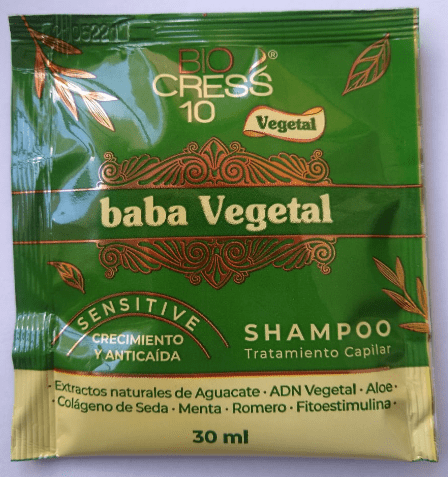 BIO
CRESS®
10
Vegetal
baba Vegetal
SENSITIVE
CRECIMIENTO
Y ANTICAÍDA
SHAMPOO
Tratamiento Capilar
· Extractos naturales de Aguacate · ADN Vegetal · Aloe ·
· Colágeno de Seda · Menta · Romero · Fitoestimulina ·
30 ml